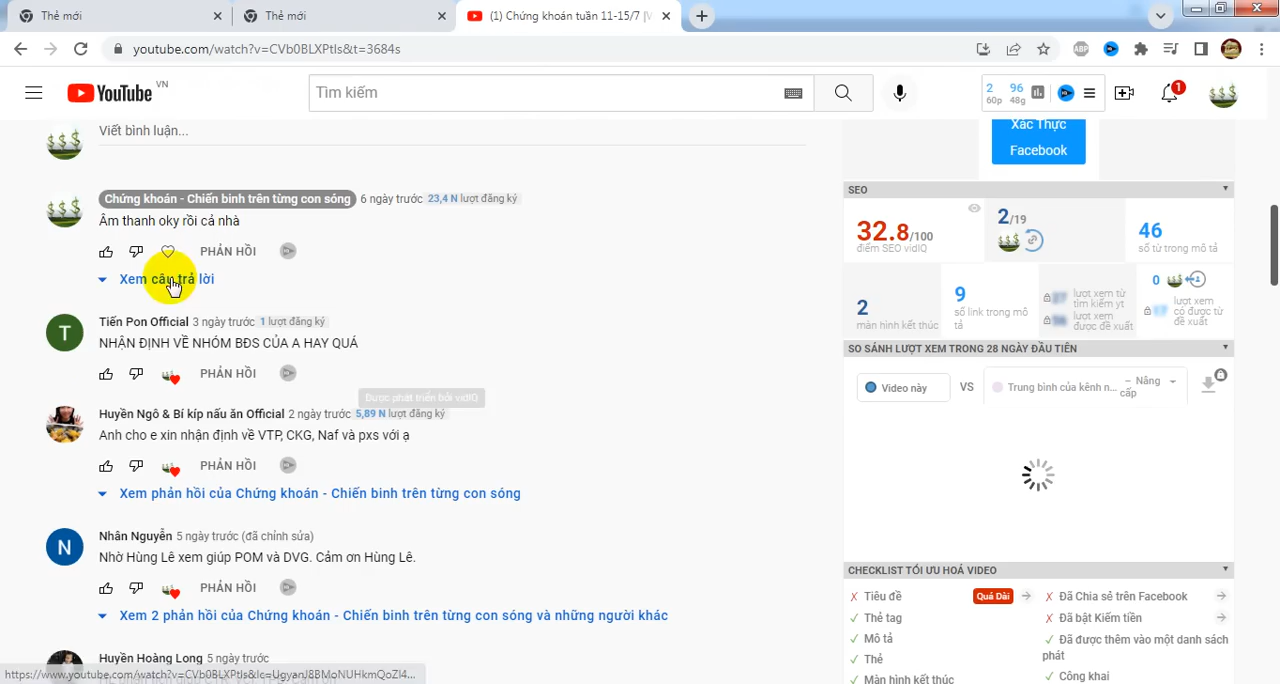 Thẻ mới
Thẻ mới
(1) Chứng khoán tuần 11-15/7
youtube.com/watch?v=CVb0BLXPtIs&t=3684s
ABP
YouTube VN
Tìm kiếm
2 96
60p 48g
1
Viết bình luận...
Chứng khoán - Chiến binh trên từng con sóng 6 ngày trước 23,4 N lượt đăng ký
Âm thanh oky rồi cả nhà
PHẢN HỒI
Xem câu trả lời
T
Tiến Pon Official 3 ngày trước 1 lượt đăng ký
NHẬN ĐỊNH VỀ NHÓM BĐS CỦA A HAY QUÁ
PHẢN HỒI
Được phát triển bởi vidIQ
Huyền Ngô & Bí kíp nấu ăn Official 2 ngày trước 5,89 N lượt đăng ký
Anh cho e xin nhận định về VTP, CKG, Naf và pxs với ạ
PHẢN HỒI
Xem phản hồi của Chứng khoán - Chiến binh trên từng con sóng
N
Nhân Nguyễn 5 ngày trước (đã chỉnh sửa)
Nhờ Hùng Lê xem giúp POM và DVG. Cảm ơn Hùng Lê.
PHẢN HỒI
Xem 2 phản hồi của Chứng khoán - Chiến binh trên từng con sóng và những người khác
Huyền Hoàng Long 5 ngày trước
https://www.youtube.com/watch?v=CVb0BLXPtIs&lc=UgyanJ8BMoNUHkmQoZl4...
Xác Thực
Facebook
SEO
32.8/100
điểm SEO vidIQ
2/19
46
số từ trong mô tả
2
màn hình kết thúc
9
số link trong mô
tả
lượt xem từ
tìm kiếm yt
lượt xem
được đề xuất
0
lượt xem
có được từ
đề xuất
SO SÁNH LƯỢT XEM TRONG 28 NGÀY ĐẦU TIÊN
Video này VS Trung bình của kênh n... – Nâng
cấp
CHECKLIST TỐI ƯU HOÁ VIDEO
Tiêu đề Quá Dài
Thẻ tag
Mô tả
Thẻ
Màn hình kết thúc
Đã Chia sẻ trên Facebook
Đã bật Kiếm tiền
Đã được thêm vào một danh sách
phát
Công khai